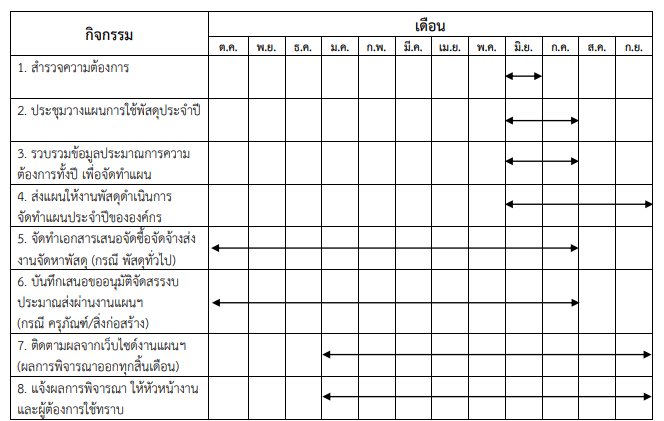 กิจกรรม
เดือน
ต.ค. พ.ย. ธ.ค. ม.ค. ก.พ. มี.ค. เม.ย. พ.ค. มิ.ย. ก.ค. ส.ค. ก.ย.
1. สำรวจความต้องการ
2. ประชุมวางแผนการใช้พัสดุประจำปี
3. รวบรวมข้อมูลประมาณการความ
ต้องการทั้งปี เพื่อจัดทำแผน
4. ส่งแผนให้งานพัสดุดำเนินการ
จัดทำแผนประจำปีขององค์กร
5. จัดทำเอกสารเสนอจัดซื้อจัดจ้างส่ง
งานจัดหาพัสดุ (กรณี พัสดุทั่วไป)
6. บันทึกเสนอขออนุมัติจัดสรรงบ
ประมาณส่งผ่านงานแผนฯ
(กรณี ครุภัณฑ์/สิ่งก่อสร้าง)
7. ติดตามผลจากเว็บไซด์งานแผนฯ
(ผลการพิจารณาออกทุกสิ้นเดือน)
8. แจ้งผลการพิจารณา ให้หัวหน้างาน
และผู้ต้องการใช้ทราบ